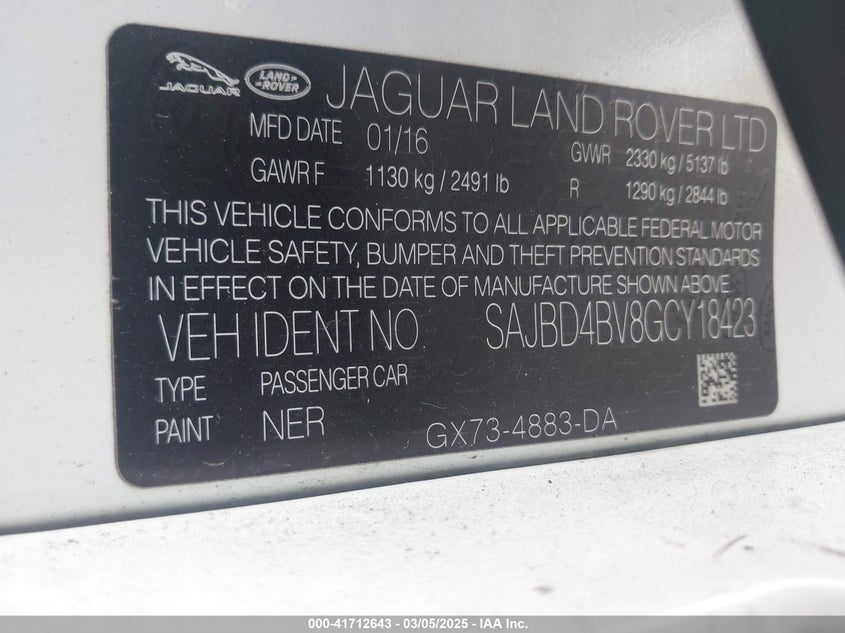 JAGUAR LAND ROVER JAGUAR LAND ROVER LTD
MFD DATE 01/16 GVWR 2330 kg / 5137 lb
GAWR F 1130 kg / 2491 lb R 1290 kg / 2844 lb
THIS VEHICLE CONFORMS TO ALL APPLICABLE FEDERAL MOTOR
VEHICLE SAFETY, BUMPER AND THEFT PREVENTION STANDARDS
IN EFFECT ON THE DATE OF MANUFACTURE SHOWN ABOVE
VEH IDENT NO. SAJBD4BV8GCY18423
TYPE PASSENGER CAR
PAINT NER GX73-4883-DA
000-41712643 - 03/05/2025 - IAA Inc.